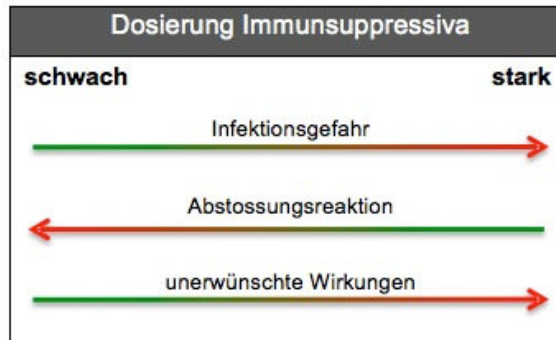 Dosierung Immunsuppressiva
schwach stark
Infektionsgefahr
Abstossungsreaktion
unerwünschte Wirkungen